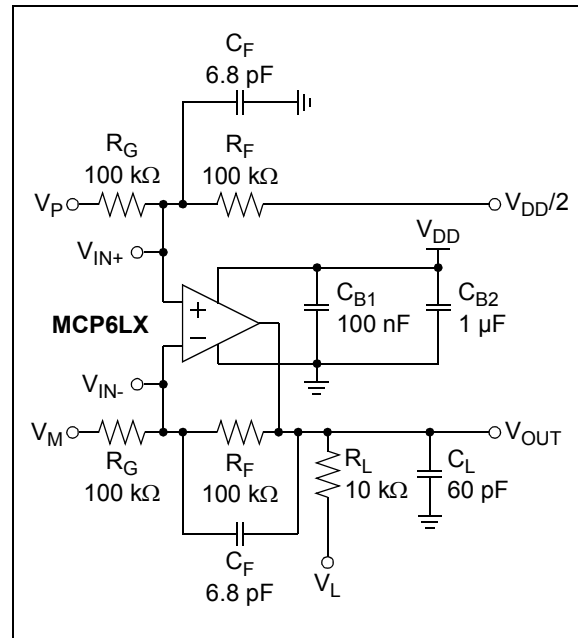 C_F
6.8 pF
R_G
100 kΩ
R_F
100 kΩ
V_P
V_DD/2
V_IN+
V_DD
MCP6LX
+
−
C_B1
100 nF
C_B2
1 µF
V_IN-
V_M
V_OUT
R_G
100 kΩ
R_F
100 kΩ
R_L
10 kΩ
C_L
60 pF
C_F
6.8 pF
V_L